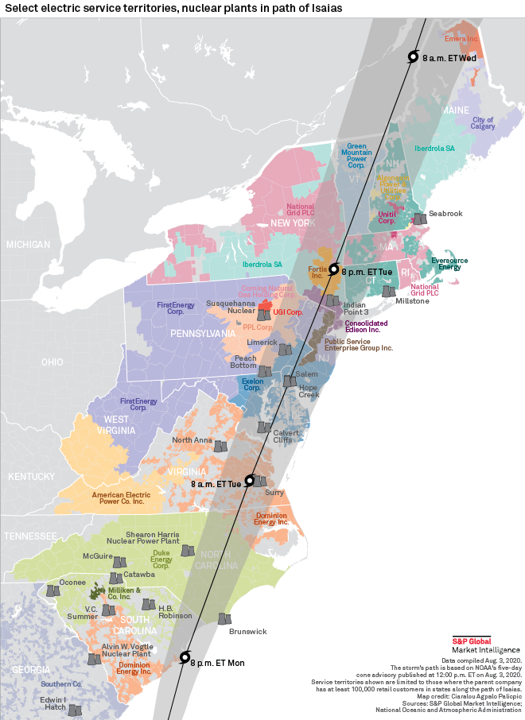 Select electric service territories, nuclear plants in path of Isaias
Emera Inc.
8 a.m. ET Wed
MAINE
City of
Calgary
Iberdrola SA
Green
Mountain
Power
Corp.
NH
Unitil
Corp.
Seabrook
National
Grid PLC
NEW YORK
MICHIGAN
MA
Eversource
Energy
Iberdrola SA
Fortis
Inc.
8 p.m. ET Tue
CT
RI
National
Grid PLC
Millstone
Corning Natural
Gas Holding Corp.
Susquehanna
Nuclear
UGI Corp.
Indian
Point 3
FirstEnergy
Corp.
PPL Corp.
Consolidated
Edison Inc.
PENNSYLVANIA
Limerick
Public Service
Enterprise Group Inc.
OHIO
Peach
Bottom
Salem
Hope
Creek
Exelon
Corp.
FirstEnergy
Corp.
WEST
VIRGINIA
Calvert
Cliffs
North Anna
VIRGINIA
KENTUCKY
8 a.m. ET Tue
Surry
American Electric
Power Co. Inc.
Dominion
Energy Inc.
TENNESSEE
Shearon Harris
Nuclear Power Plant
McGuire
Duke
Energy
Corp.
NORTH
CAROLINA
Catawba
Oconee
Milliken &
Co. Inc.
V.C.
Summer
H.B.
Robinson
SOUTH
CAROLINA
Brunswick
Alvin W. Vogtle
Nuclear Plant
8 p.m. ET Mon
GEORGIA
Dominion
Energy Inc.
Southern Co.
Edwin I
Hatch
S&P Global
Market Intelligence
Data compiled Aug. 3, 2020.
The storm's path is based on NOAA's five-day
cone advisory published at 12:00 p.m. ET on Aug. 3, 2020.
Service territories shown are limited to those where the parent company
has at least 100,000 retail customers in states along the path of Isaias.
Map credit: Ciaralou Agpalo Palicpic
Sources: S&P Global Market Intelligence;
National Oceanic and Atmospheric Administration